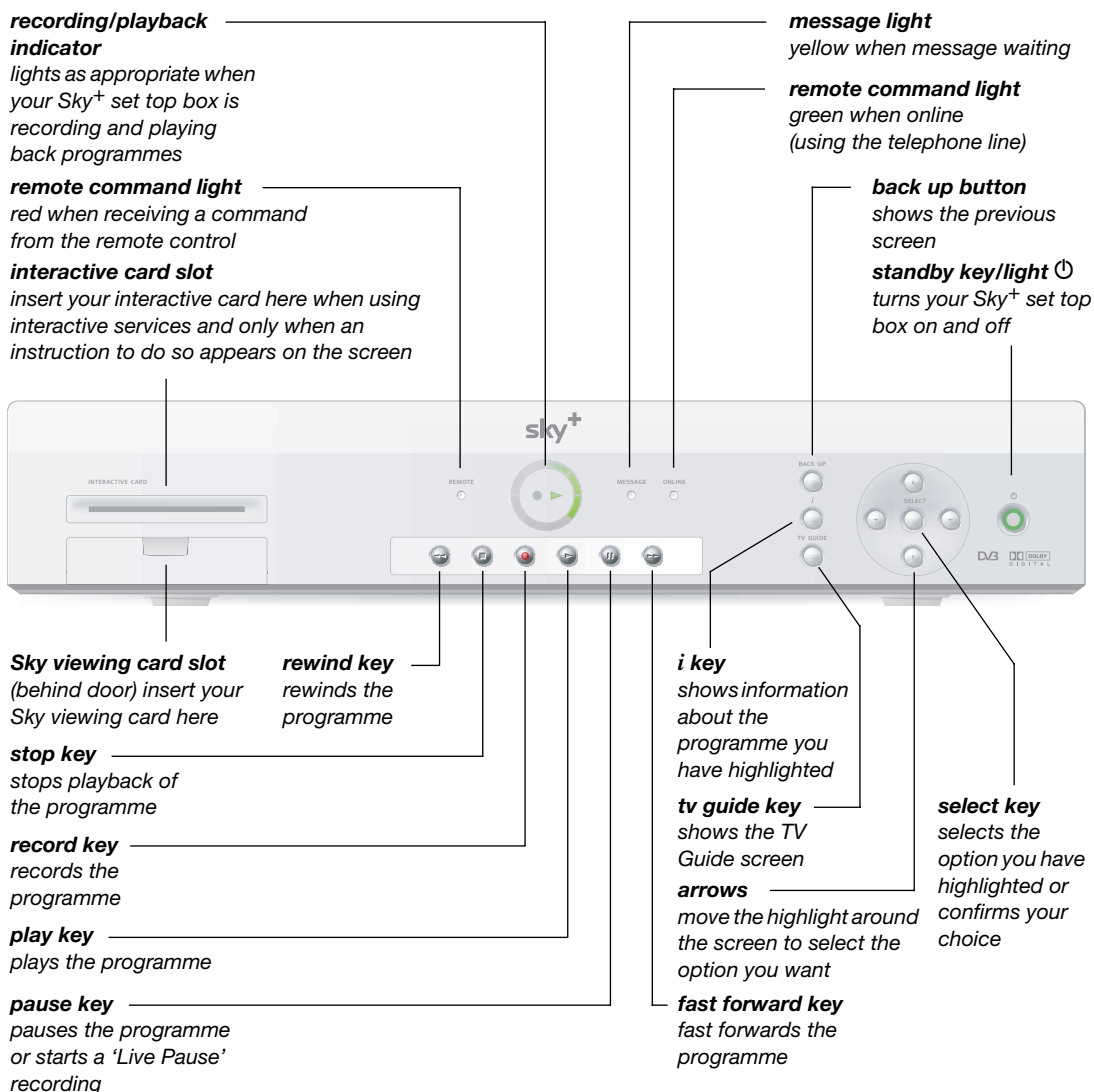 recording/playback
indicator
lights as appropriate when
your Sky+ set top box is
recording and playing
back programmes
remote command light
red when receiving a command
from the remote control
interactive card slot
insert your interactive card here when using
interactive services and only when an
instruction to do so appears on the screen
message light
yellow when message waiting
remote command light
green when online
(using the telephone line)
back up button
shows the previous
screen
standby key/light
turns your Sky+ set top
box on and off
sky+
INTERACTIVE CARD
REMOTE
MESSAGE
ONLINE
BACK UP
i
TV GUIDE
SELECT
DVB
DOLBY
DIGITAL
Sky viewing card slot
(behind door) insert your
Sky viewing card here
rewind key
rewinds the
programme
stop key
stops playback of
the programme
record key
records the
programme
play key
plays the programme
pause key
pauses the programme
or starts a ‘Live Pause’
recording
i key
shows information
about the
programme you
have highlighted
tv guide key
shows the TV
Guide screen
arrows
move the highlight around
the screen to select the
option you want
fast forward key
fast forwards the
programme
select key
selects the
option you have
highlighted or
confirms your
choice